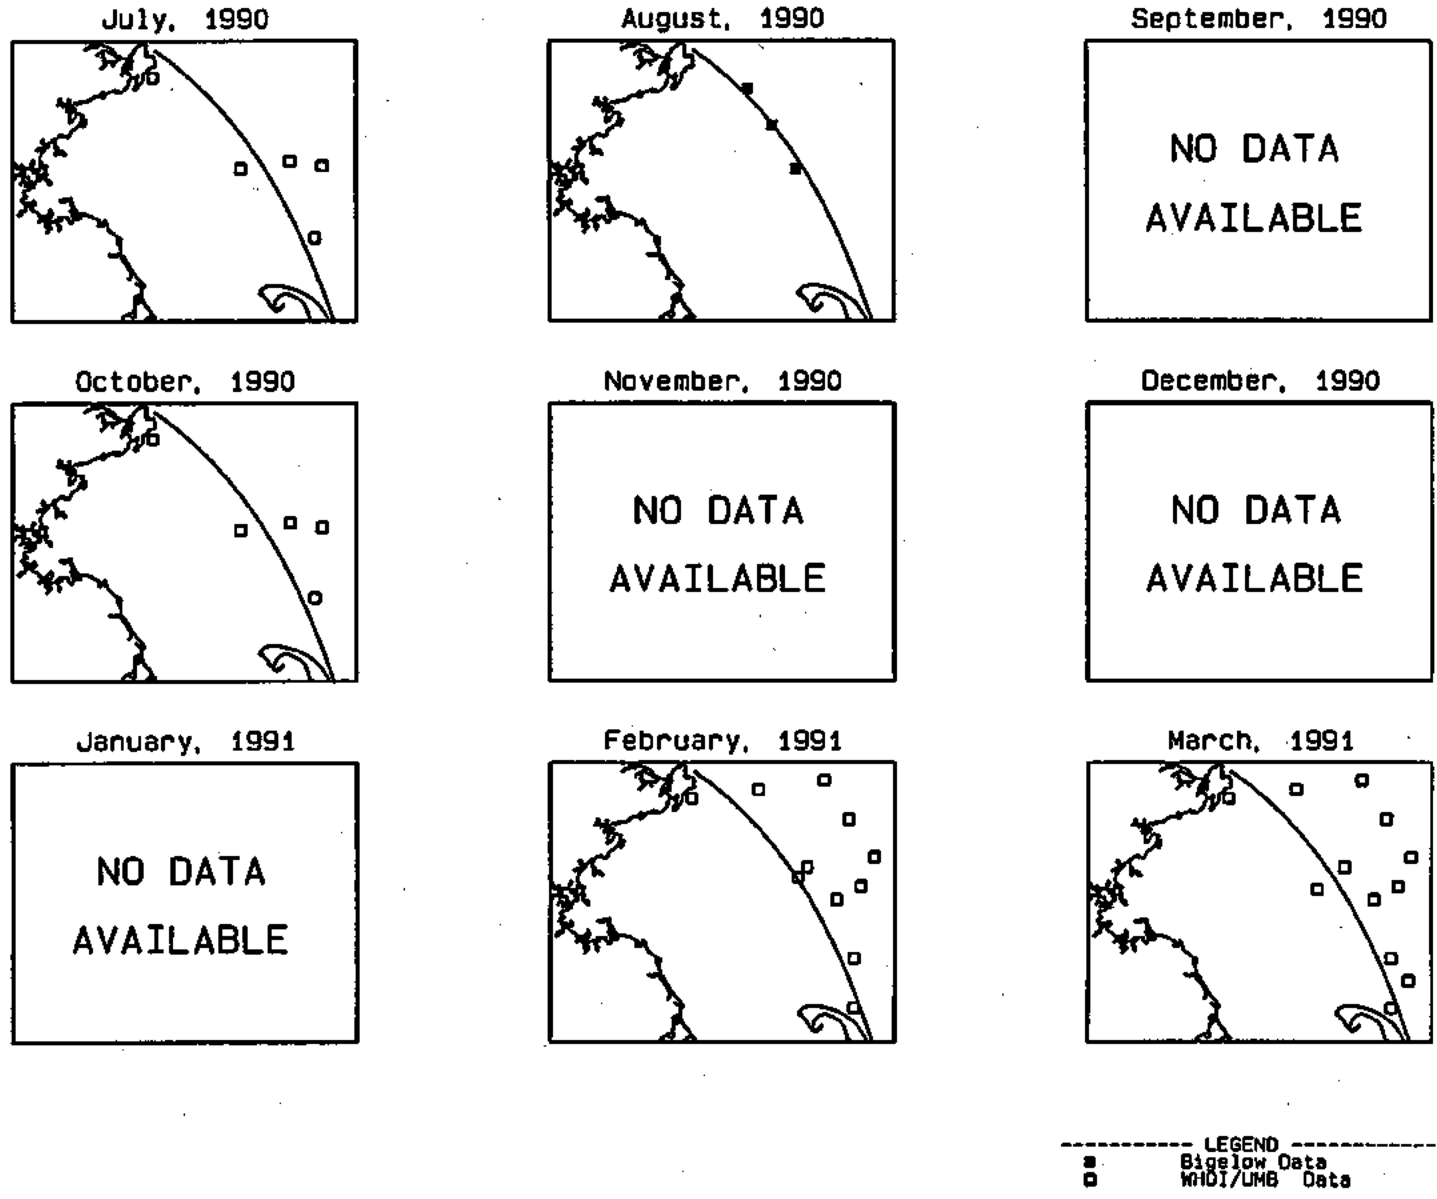 July, 1990
August, 1990
September, 1990
NO DATA
AVAILABLE
October, 1990
November, 1990
December, 1990
NO DATA
AVAILABLE
NO DATA
AVAILABLE
January, 1991
February, 1991
March, 1991
NO DATA
AVAILABLE
----------- LEGEND ------------
Bigelow Data
WHOI/UMB Data